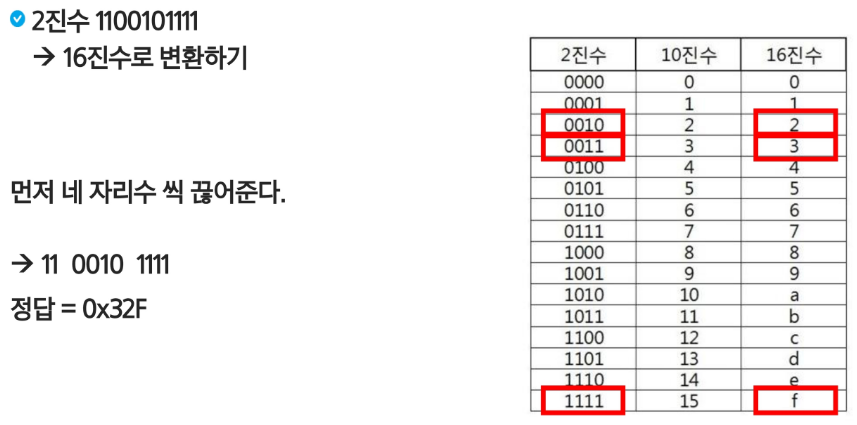 2진수 1100101111
→ 16진수로 변환하기
먼저 네 자리수 씩 끊어준다.
→ 11 0010 1111
정답 = 0x32F
2진수 10진수 16진수
0000 0 0
0001 1 1
0010 2 2
0011 3 3
0100 4 4
0101 5 5
0110 6 6
0111 7 7
1000 8 8
1001 9 9
1010 10 a
1011 11 b
1100 12 c
1101 13 d
1110 14 e
1111 15 f